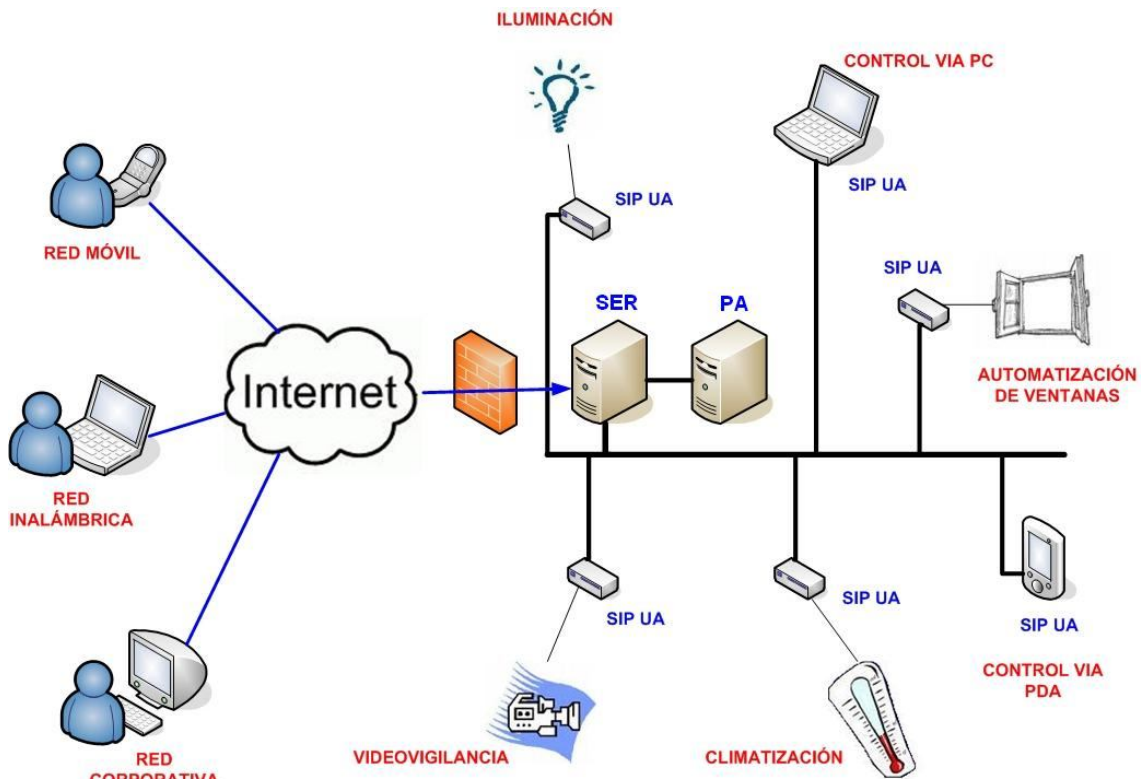 ILUMINACIÓN
CONTROL VIA PC
SIP UA
SIP UA
RED MÓVIL
SIP UA
SER
PA
Internet
AUTOMATIZACIÓN
DE VENTANAS
RED
INALÁMBRICA
SIP UA
SIP UA
SIP UA
CONTROL VIA
PDA
VIDEOVIGILANCIA
CLIMATIZACIÓN
RED
CORPORATIVA